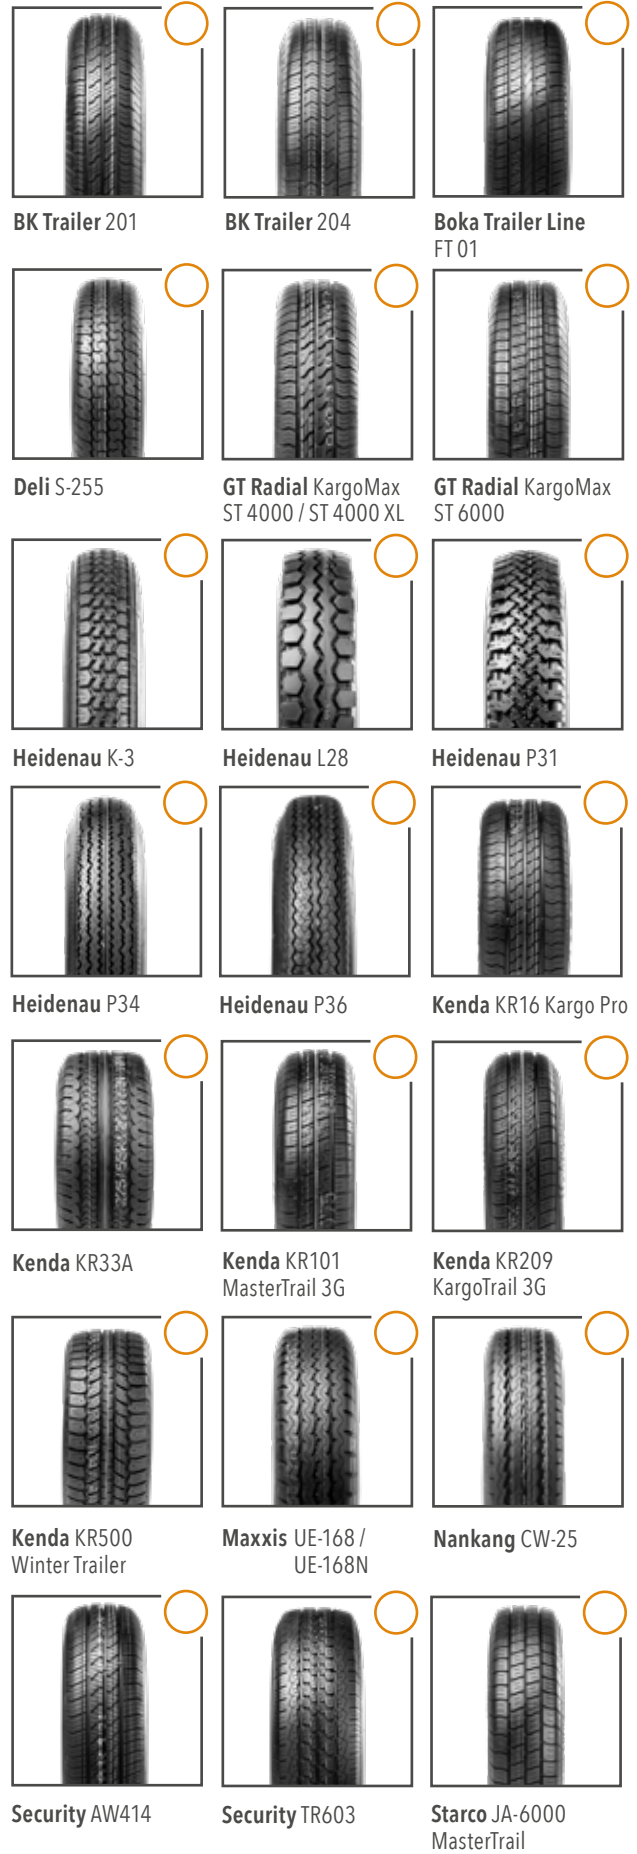 BK Trailer 201
BK Trailer 204
Boka Trailer Line
FT 01
Deli S-255
GT Radial KargoMax
ST 4000 / ST 4000 XL
GT Radial KargoMax
ST 6000
Heidenau K-3
Heidenau L28
Heidenau P31
Heidenau P34
Heidenau P36
Kenda KR16 Kargo Pro
Kenda KR33A
Kenda KR101
MasterTrail 3G
Kenda KR209
KargoTrail 3G
Kenda KR500
Winter Trailer
Maxxis UE-168 /
UE-168N
Nankang CW-25
Security AW414
Security TR603
Starco JA-6000
MasterTrail